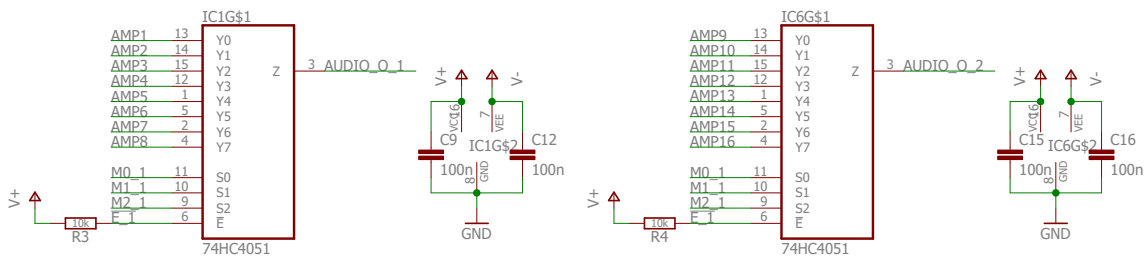 IC1G$1
AMP1 13 Y0
AMP2 14 Y1
AMP3 15 Y2
AMP4 12 Y3
AMP5 1 Y4
AMP6 5 Y5
AMP7 2 Y6
AMP8 4 Y7
Z 3 AUDIO_O_1
M0_1 11 S0
M1_1 10 S1
M2_1 9 S2
E_1 6 E
V+
10k
R3
74HC4051
V+
V-
16
VCC
7
VEE
C9
100n
IC1G$2
C12
100n
8
GND
GND
IC6G$1
AMP9 13 Y0
AMP10 14 Y1
AMP11 15 Y2
AMP12 12 Y3
AMP13 1 Y4
AMP14 5 Y5
AMP15 2 Y6
AMP16 4 Y7
Z 3 AUDIO_O_2
M0_1 11 S0
M1_1 10 S1
M2_1 9 S2
E_1 6 E
V+
10k
R4
74HC4051
V+
V-
16
VCC
7
VEE
C15
100n
IC6G$2
C16
100n
8
GND
GND